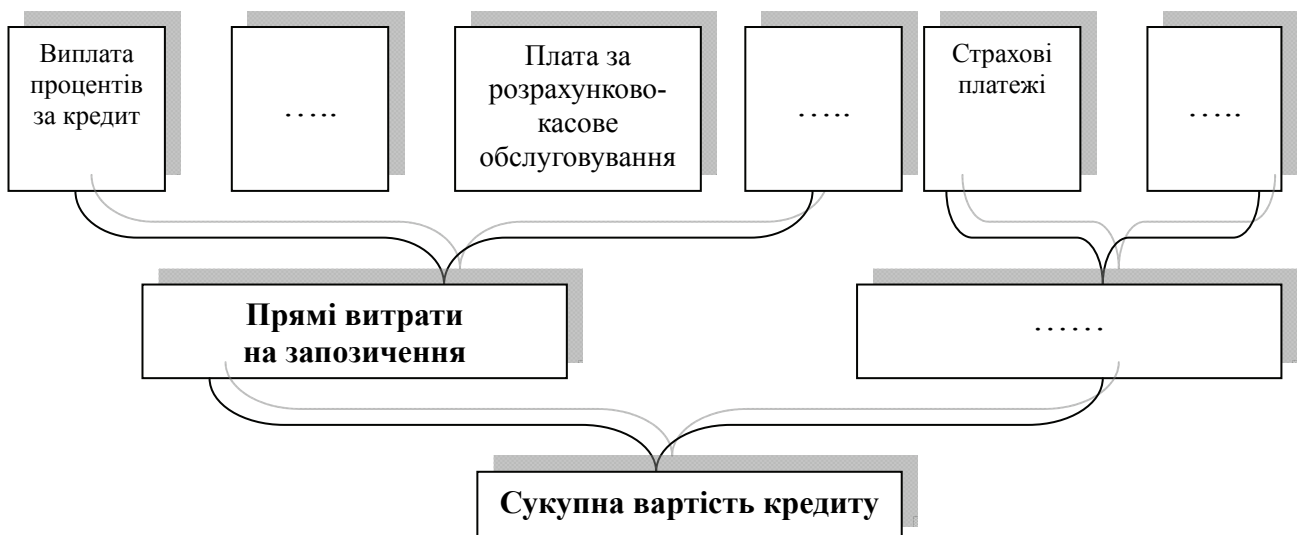 Виплата
процентів
за кредит
…..
Плата за
розрахунково-
касове
обслуговування
…..
Страхові
платежі
…..
Прямі витрати
на запозичення
……
Сукупна вартість кредиту